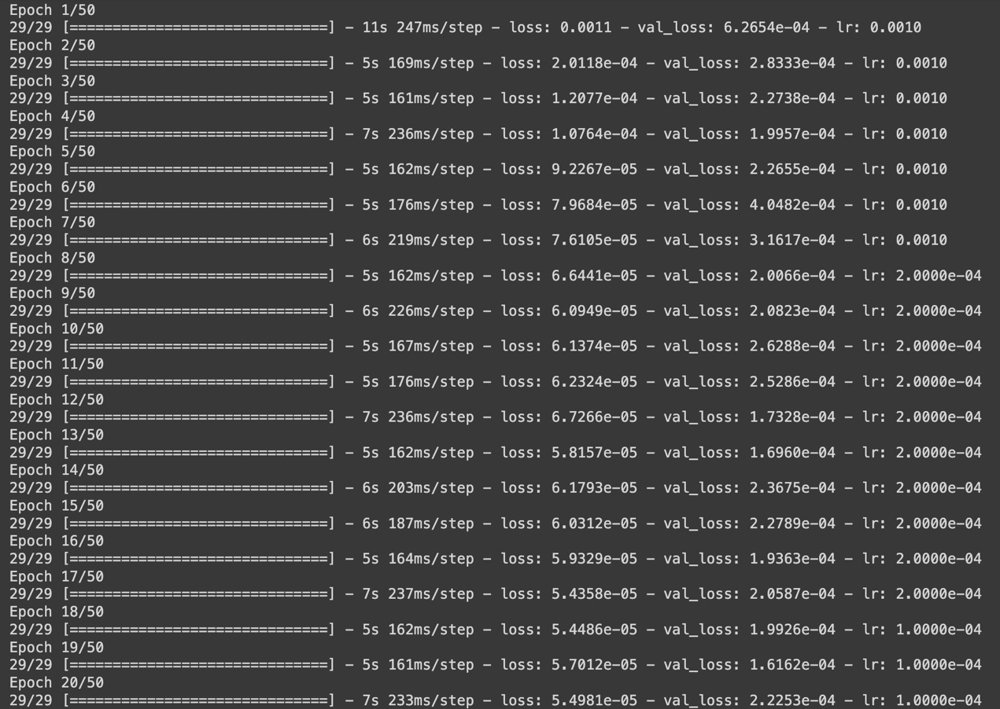 Epoch 1/50
29/29 [==============================] - 11s 247ms/step - loss: 0.0011 - val_loss: 6.2654e-04 - lr: 0.0010
Epoch 2/50
29/29 [==============================] - 5s 169ms/step - loss: 2.0118e-04 - val_loss: 2.8333e-04 - lr: 0.0010
Epoch 3/50
29/29 [==============================] - 5s 161ms/step - loss: 1.2077e-04 - val_loss: 2.2738e-04 - lr: 0.0010
Epoch 4/50
29/29 [==============================] - 7s 236ms/step - loss: 1.0764e-04 - val_loss: 1.9957e-04 - lr: 0.0010
Epoch 5/50
29/29 [==============================] - 5s 162ms/step - loss: 9.2267e-05 - val_loss: 2.2655e-04 - lr: 0.0010
Epoch 6/50
29/29 [==============================] - 5s 176ms/step - loss: 7.9684e-05 - val_loss: 4.0482e-04 - lr: 0.0010
Epoch 7/50
29/29 [==============================] - 6s 219ms/step - loss: 7.6105e-05 - val_loss: 3.1617e-04 - lr: 0.0010
Epoch 8/50
29/29 [==============================] - 5s 162ms/step - loss: 6.6441e-05 - val_loss: 2.0066e-04 - lr: 2.0000e-04
Epoch 9/50
29/29 [==============================] - 6s 226ms/step - loss: 6.0949e-05 - val_loss: 2.0823e-04 - lr: 2.0000e-04
Epoch 10/50
29/29 [==============================] - 5s 167ms/step - loss: 6.1374e-05 - val_loss: 2.6288e-04 - lr: 2.0000e-04
Epoch 11/50
29/29 [==============================] - 5s 176ms/step - loss: 6.2324e-05 - val_loss: 2.5286e-04 - lr: 2.0000e-04
Epoch 12/50
29/29 [==============================] - 7s 236ms/step - loss: 6.7266e-05 - val_loss: 1.7328e-04 - lr: 2.0000e-04
Epoch 13/50
29/29 [==============================] - 5s 162ms/step - loss: 5.8157e-05 - val_loss: 1.6960e-04 - lr: 2.0000e-04
Epoch 14/50
29/29 [==============================] - 6s 203ms/step - loss: 6.1793e-05 - val_loss: 2.3675e-04 - lr: 2.0000e-04
Epoch 15/50
29/29 [==============================] - 6s 187ms/step - loss: 6.0312e-05 - val_loss: 2.2789e-04 - lr: 2.0000e-04
Epoch 16/50
29/29 [==============================] - 5s 164ms/step - loss: 5.9329e-05 - val_loss: 1.9363e-04 - lr: 2.0000e-04
Epoch 17/50
29/29 [==============================] - 7s 237ms/step - loss: 5.4358e-05 - val_loss: 2.0587e-04 - lr: 2.0000e-04
Epoch 18/50
29/29 [==============================] - 5s 162ms/step - loss: 5.4486e-05 - val_loss: 1.9926e-04 - lr: 1.0000e-04
Epoch 19/50
29/29 [==============================] - 5s 161ms/step - loss: 5.7012e-05 - val_loss: 1.6162e-04 - lr: 1.0000e-04
Epoch 20/50
29/29 [==============================] - 7s 233ms/step - loss: 5.4981e-05 - val_loss: 2.2253e-04 - lr: 1.0000e-04